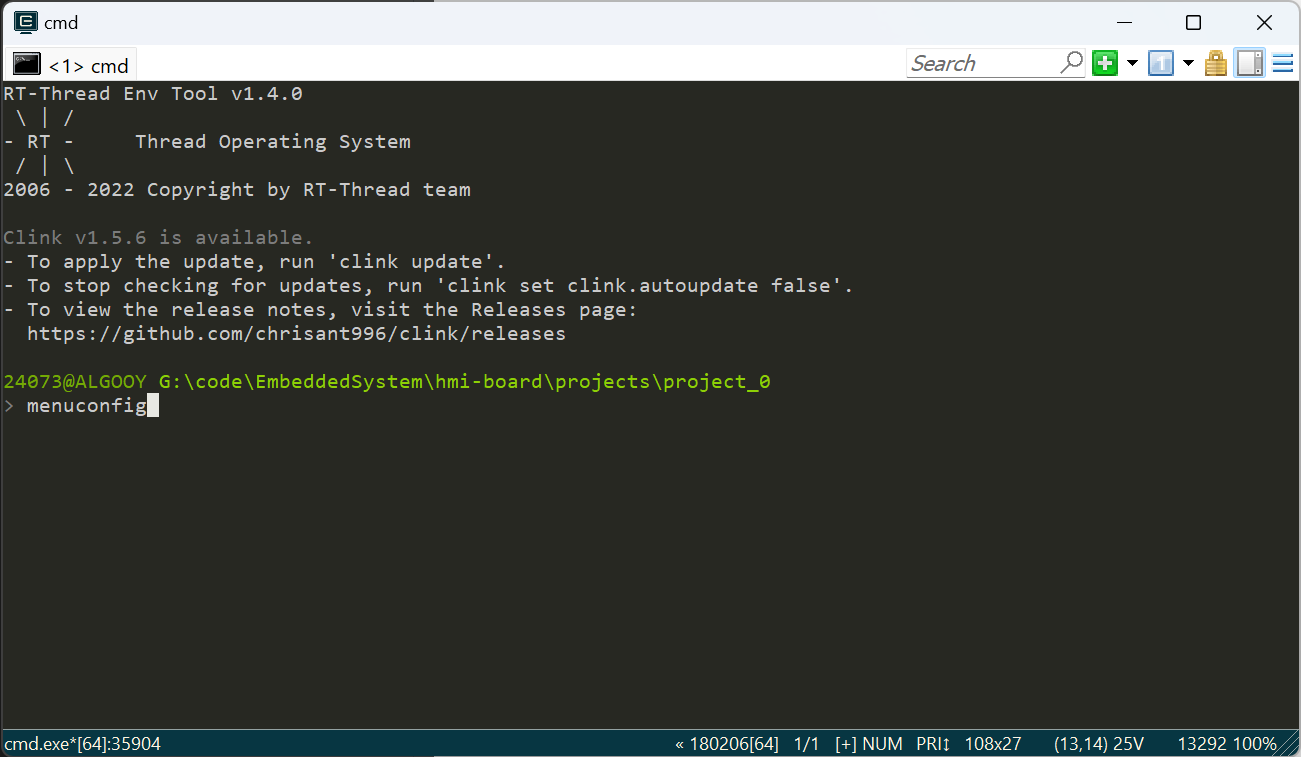 cmd
<1> cmd
Search
RT-Thread Env Tool v1.4.0
\ | /
- RT -     Thread Operating System
/ | \
2006 - 2022 Copyright by RT-Thread team
Clink v1.5.6 is available.
- To apply the update, run 'clink update'.
- To stop checking for updates, run 'clink set clink.autoupdate false'.
- To view the release notes, visit the Releases page:
https://github.com/chrisant996/clink/releases
24073@ALGOOY G:\code\EmbeddedSystem\hmi-board\projects\project_0
> menuconfig
cmd.exe*[64]:35904 « 180206[64] 1/1 [+] NUM PRI↕ 108x27 (13,14) 25V 13292 100%